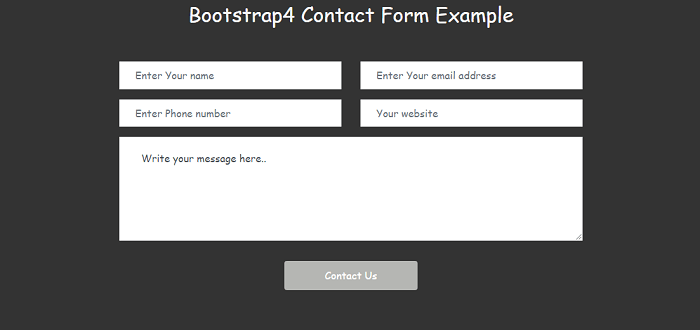 Bootstrap4 Contact Form Example
Enter Your name
Enter Your email address
Enter Phone number
Your website
Write your message here..
Contact Us